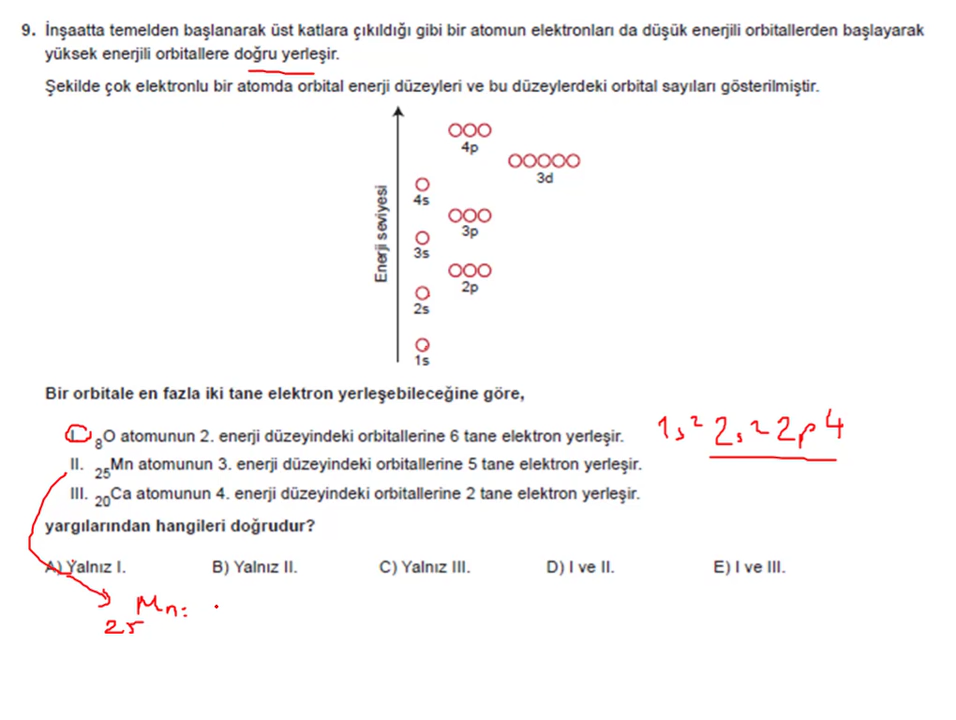 9. İnşaatta temelden başlanarak üst katlara çıkıldığı gibi bir atomun elektronları da düşük enerjili orbitallerden başlayarak
yüksek enerjili orbitallere doğru yerleşir.
Şekilde çok elektronlu bir atomda orbital enerji düzeyleri ve bu düzeylerdeki orbital sayıları gösterilmiştir.
4p
3d
4s
3p
3s
2p
2s
1s
Enerji seviyesi
Bir orbitale en fazla iki tane elektron yerleşebileceğine göre,
I. ₈O atomunun 2. enerji düzeyindeki orbitallerine 6 tane elektron yerleşir.
1s² 2s² 2p4
II. ₂₅Mn atomunun 3. enerji düzeyindeki orbitallerine 5 tane elektron yerleşir.
III. ₂₀Ca atomunun 4. enerji düzeyindeki orbitallerine 2 tane elektron yerleşir.
yargılarından hangileri doğrudur?
A) Yalnız I. B) Yalnız II. C) Yalnız III. D) I ve II. E) I ve III.
₂₅Mn: